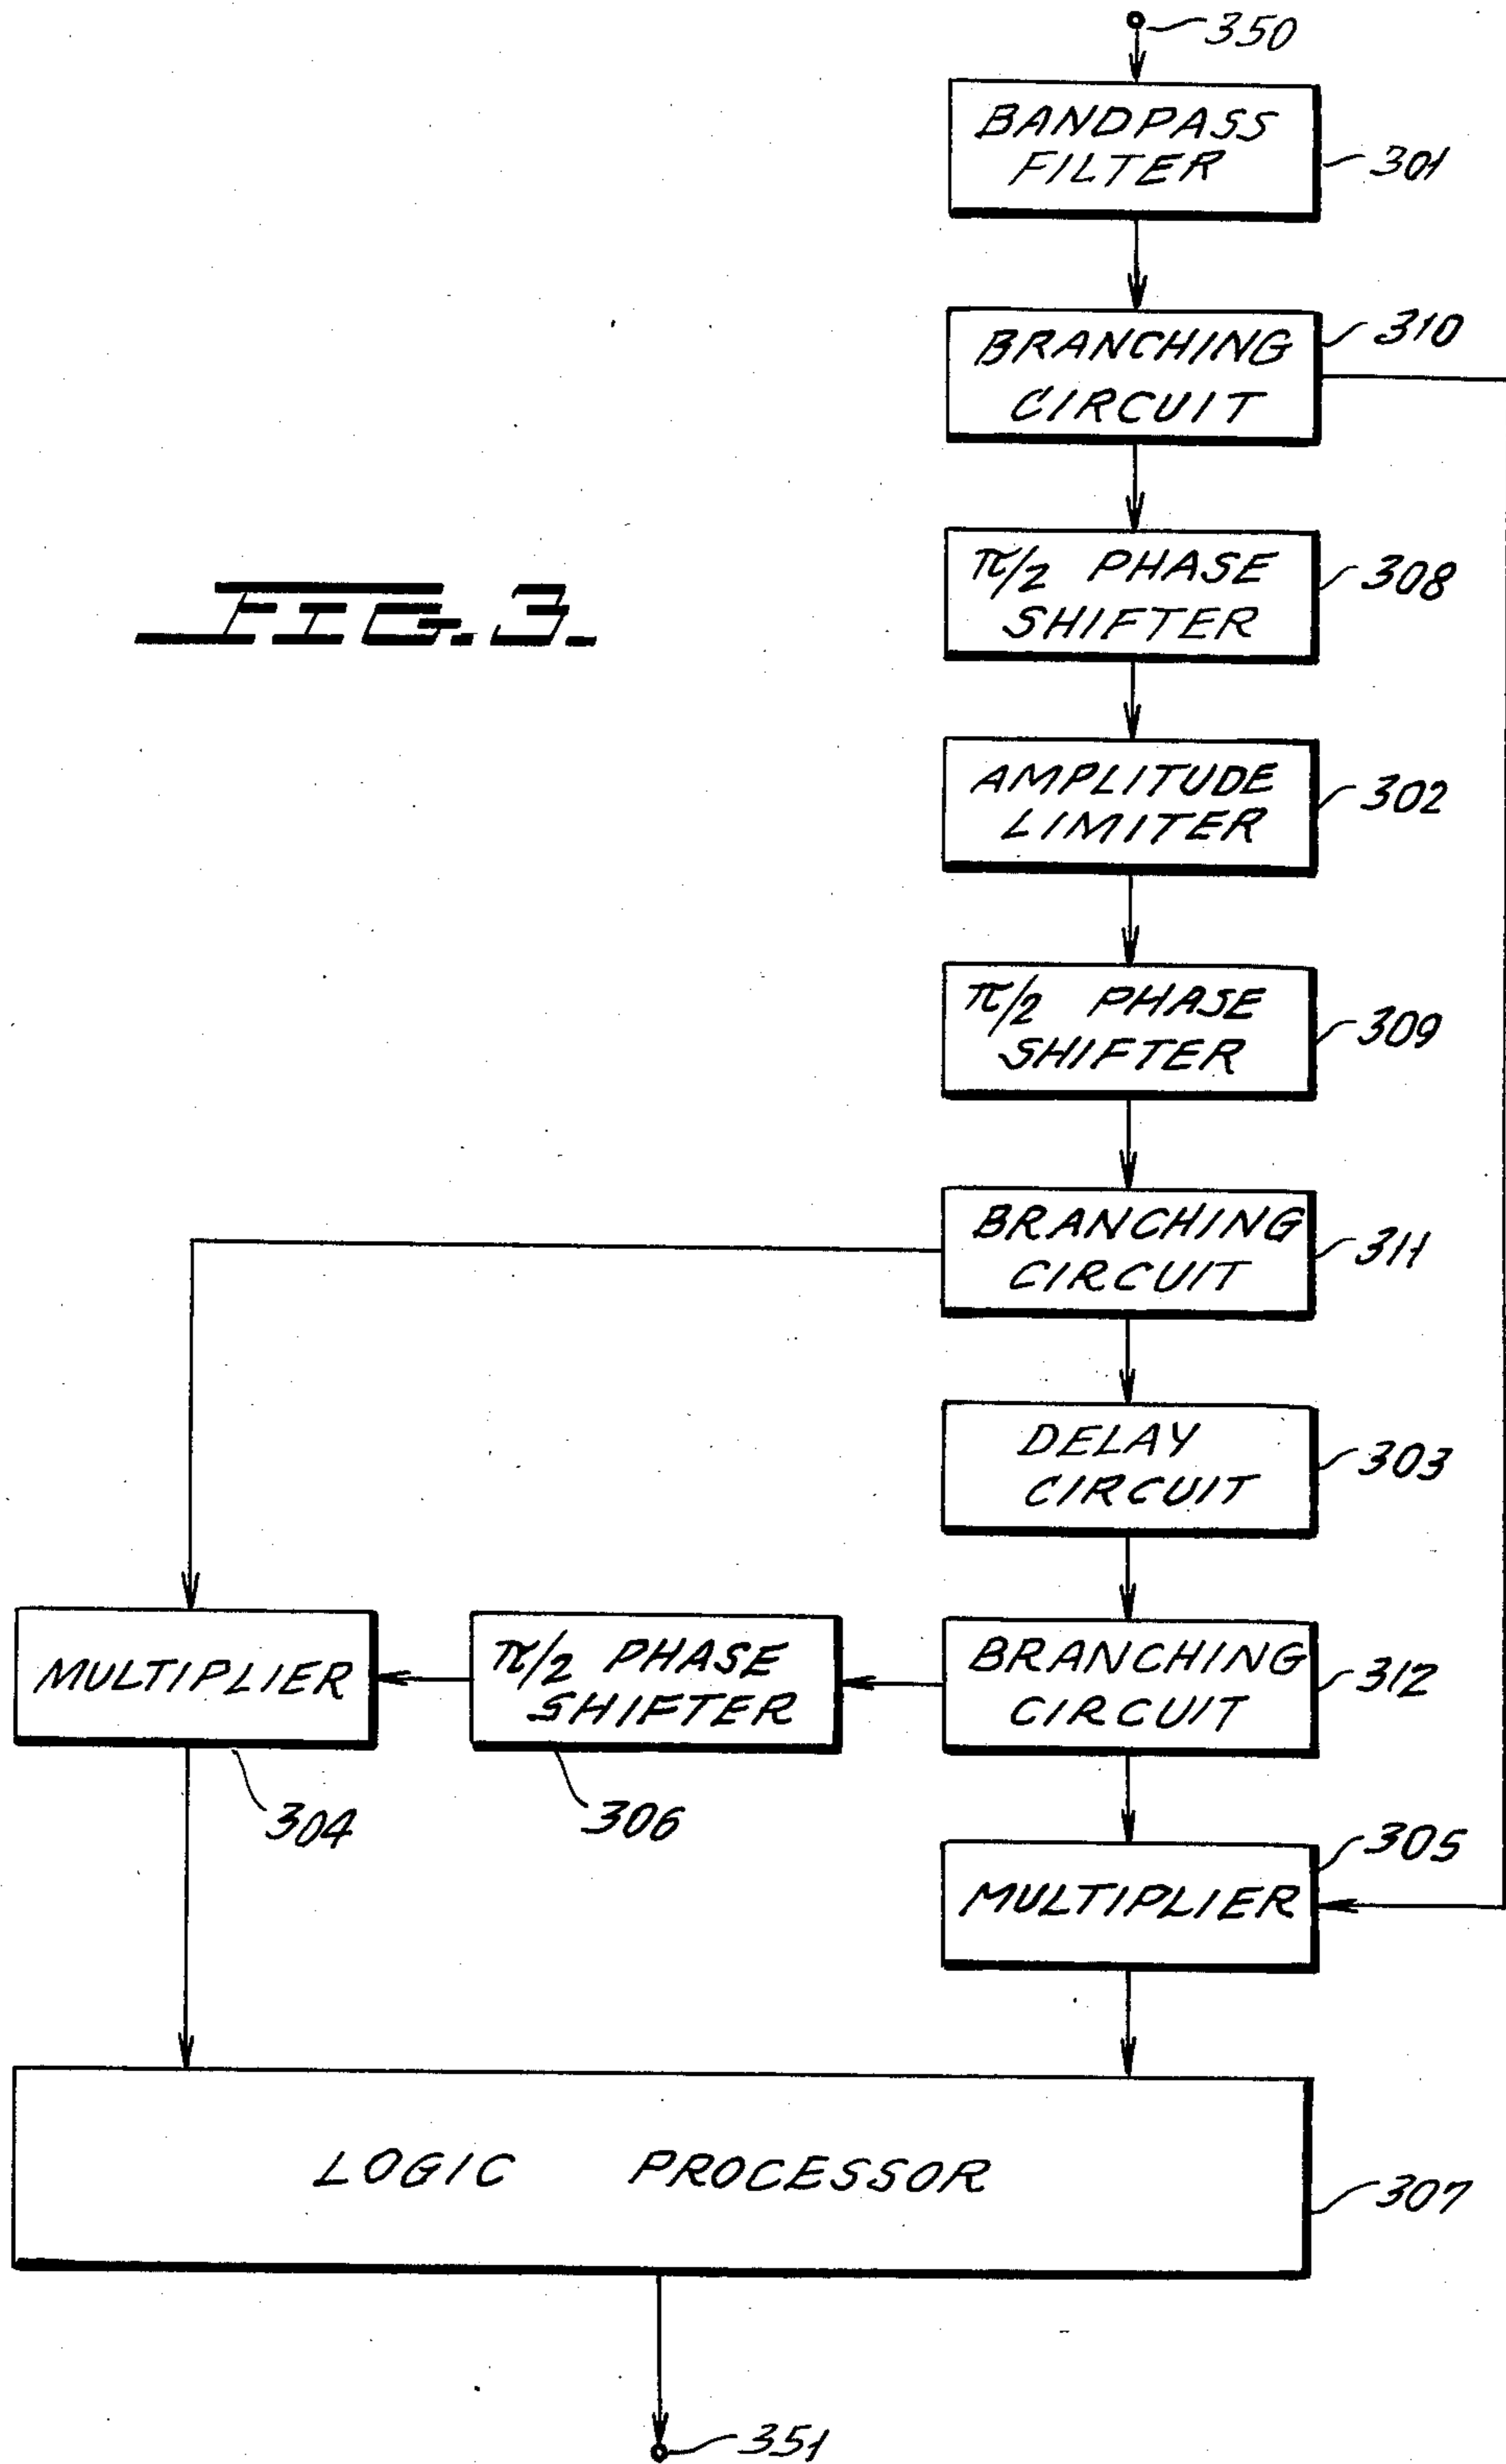 350
BANDPASS
FILTER
301
BRANCHING
CIRCUIT
310
π/2 PHASE
SHIFTER
308
FIG. 3.
AMPLITUDE
LIMITER
302
π/2 PHASE
SHIFTER
309
BRANCHING
CIRCUIT
311
DELAY
CIRCUIT
303
MULTIPLIER
304
π/2 PHASE
SHIFTER
306
BRANCHING
CIRCUIT
312
MULTIPLIER
305
LOGIC PROCESSOR
307
351